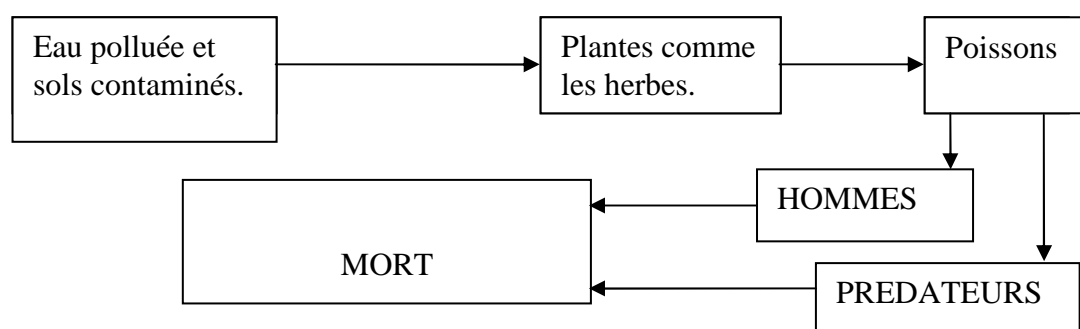 Eau polluée et
sols contaminés.
Plantes comme
les herbes.
Poissons
HOMMES
MORT
PREDATEURS